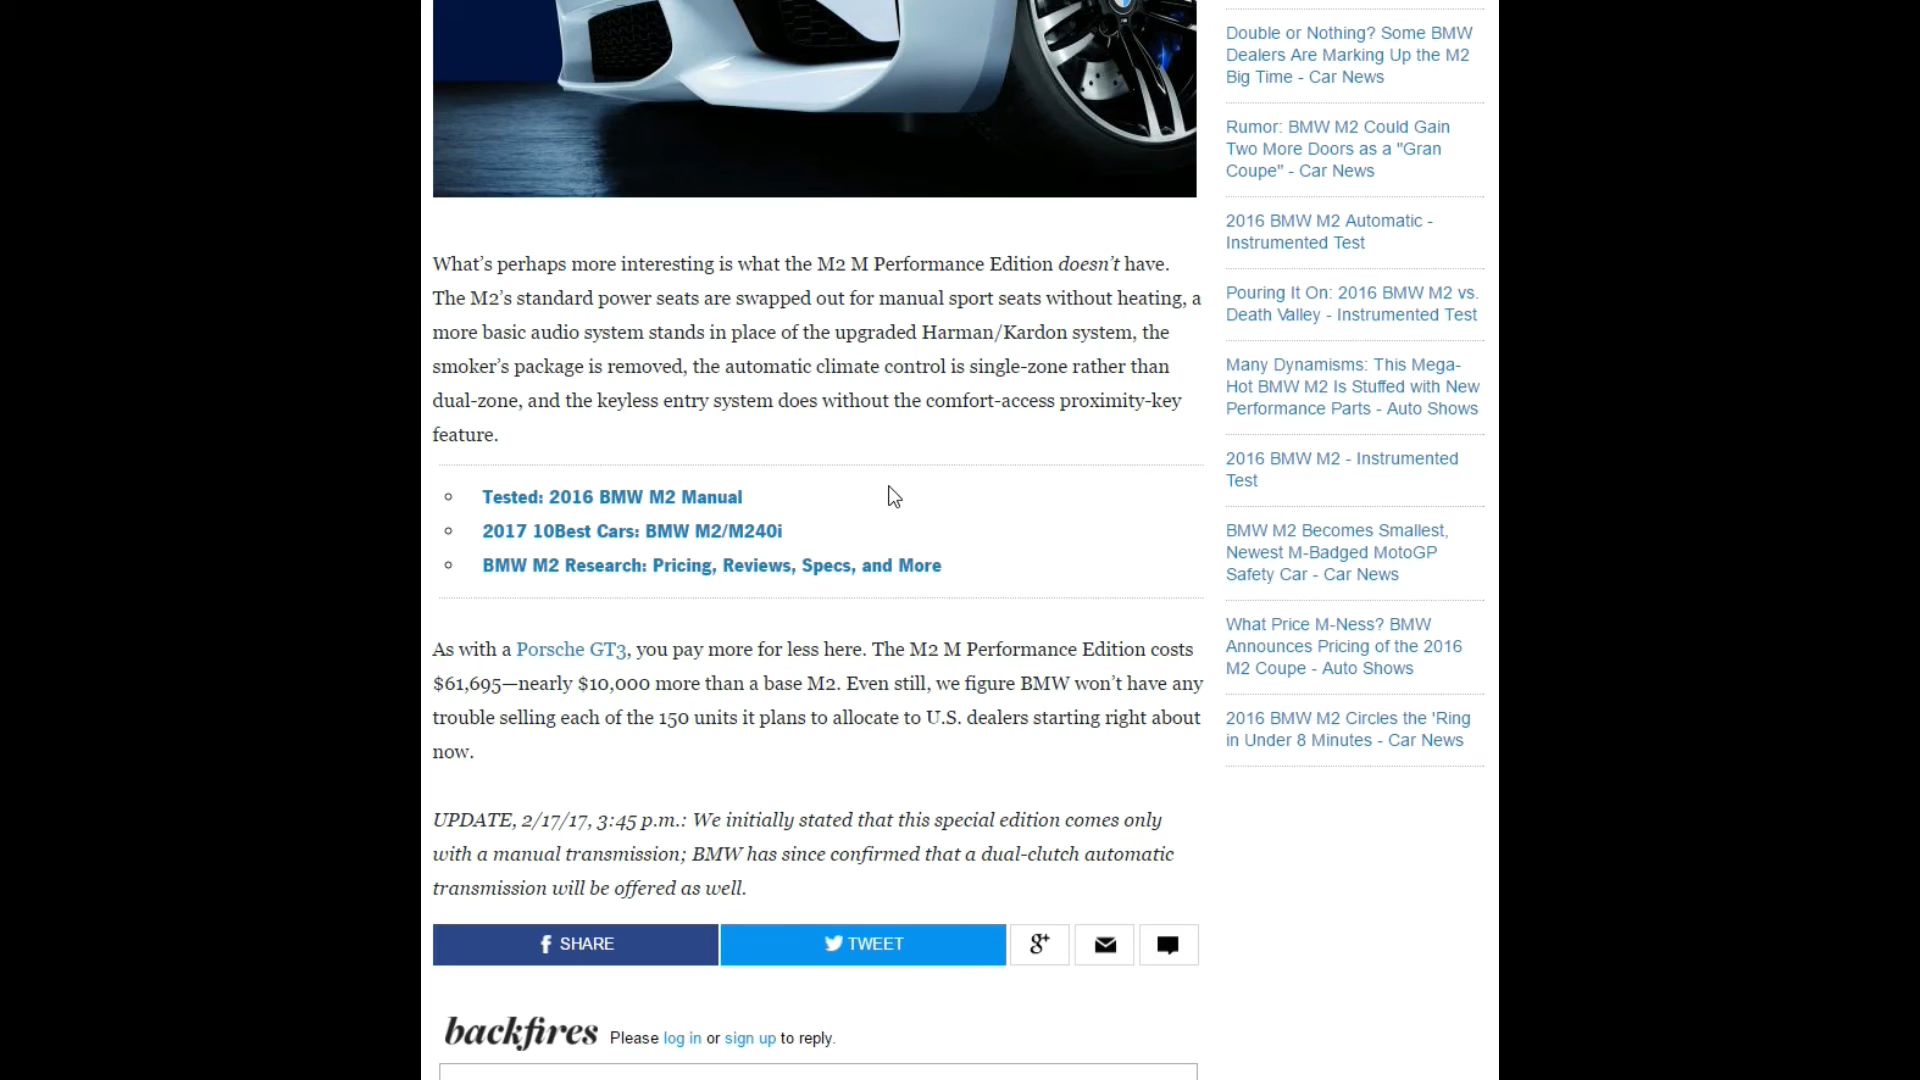 What's perhaps more interesting is what the M2 M Performance Edition doesn't have.
The M2's standard power seats are swapped out for manual sport seats without heating, a
more basic audio system stands in place of the upgraded Harman/Kardon system, the
smoker's package is removed, the automatic climate control is single-zone rather than
dual-zone, and the keyless entry system does without the comfort-access proximity-key
feature.
Tested: 2016 BMW M2 Manual
2017 10Best Cars: BMW M2/M240i
BMW M2 Research: Pricing, Reviews, Specs, and More
As with a Porsche GT3, you pay more for less here. The M2 M Performance Edition costs
$61,695—nearly $10,000 more than a base M2. Even still, we figure BMW won't have any
trouble selling each of the 150 units it plans to allocate to U.S. dealers starting right about
now.
UPDATE, 2/17/17, 3:45 p.m.: We initially stated that this special edition comes only
with a manual transmission; BMW has since confirmed that a dual-clutch automatic
transmission will be offered as well.
f SHARE
TWEET
g+
backfires Please log in or sign up to reply.
Double or Nothing? Some BMW
Dealers Are Marking Up the M2
Big Time - Car News
Rumor: BMW M2 Could Gain
Two More Doors as a "Gran
Coupe" - Car News
2016 BMW M2 Automatic -
Instrumented Test
Pouring It On: 2016 BMW M2 vs.
Death Valley - Instrumented Test
Many Dynamisms: This Mega-
Hot BMW M2 Is Stuffed with New
Performance Parts - Auto Shows
2016 BMW M2 - Instrumented
Test
BMW M2 Becomes Smallest,
Newest M-Badged MotoGP
Safety Car - Car News
What Price M-Ness? BMW
Announces Pricing of the 2016
M2 Coupe - Auto Shows
2016 BMW M2 Circles the 'Ring
in Under 8 Minutes - Car News